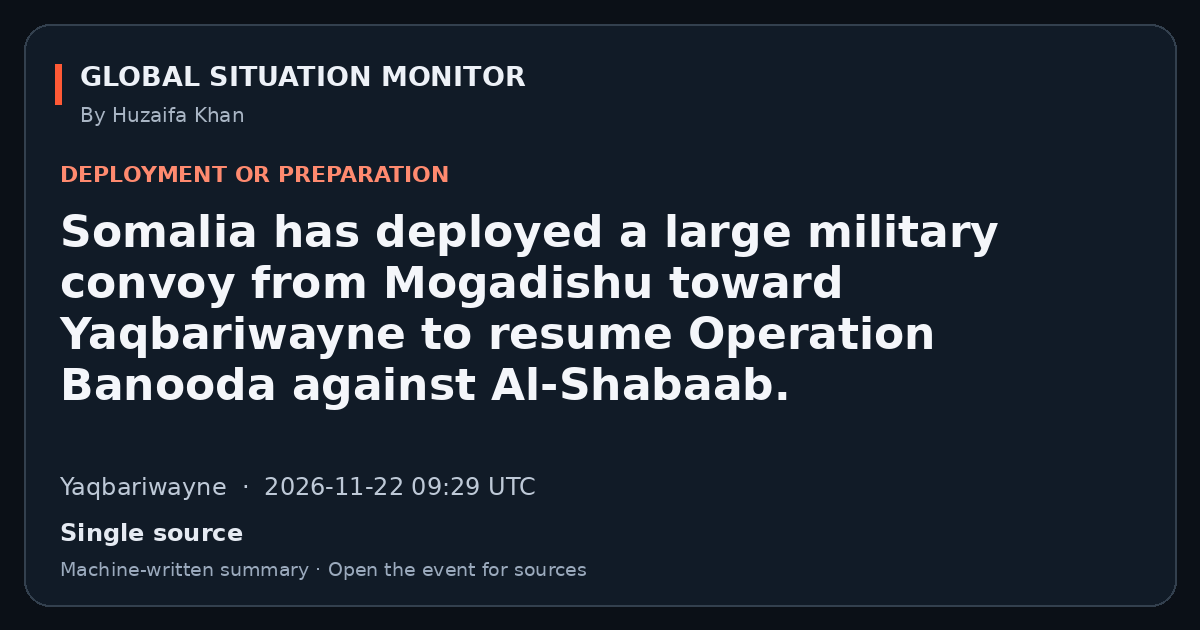 GLOBAL SITUATION MONITOR
By Huzaifa Khan
DEPLOYMENT OR PREPARATION
Somalia has deployed a large military
convoy from Mogadishu toward
Yaqbariwayne to resume Operation
Banooda against Al-Shabaab.
Yaqbariwayne · 2026-11-22 09:29 UTC
Single source
Machine-written summary · Open the event for sources